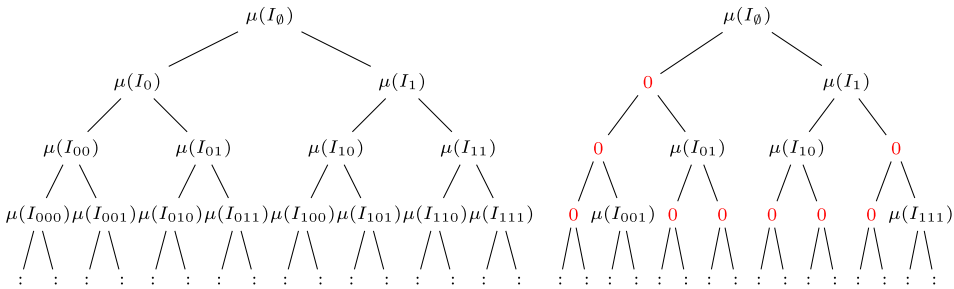 μ(I∅) μ(I∅)
μ(I0) μ(I1) 0 μ(I1)
μ(I00) μ(I01) μ(I10) μ(I11) 0 μ(I01) μ(I10) 0
μ(I000) μ(I001) μ(I010) μ(I011) μ(I100) μ(I101) μ(I110) μ(I111) 0 μ(I001) 0 0 0 0 0 μ(I111)
: : : : : : : : : : : : : : : : : : : : : : : : : : : : : : : :